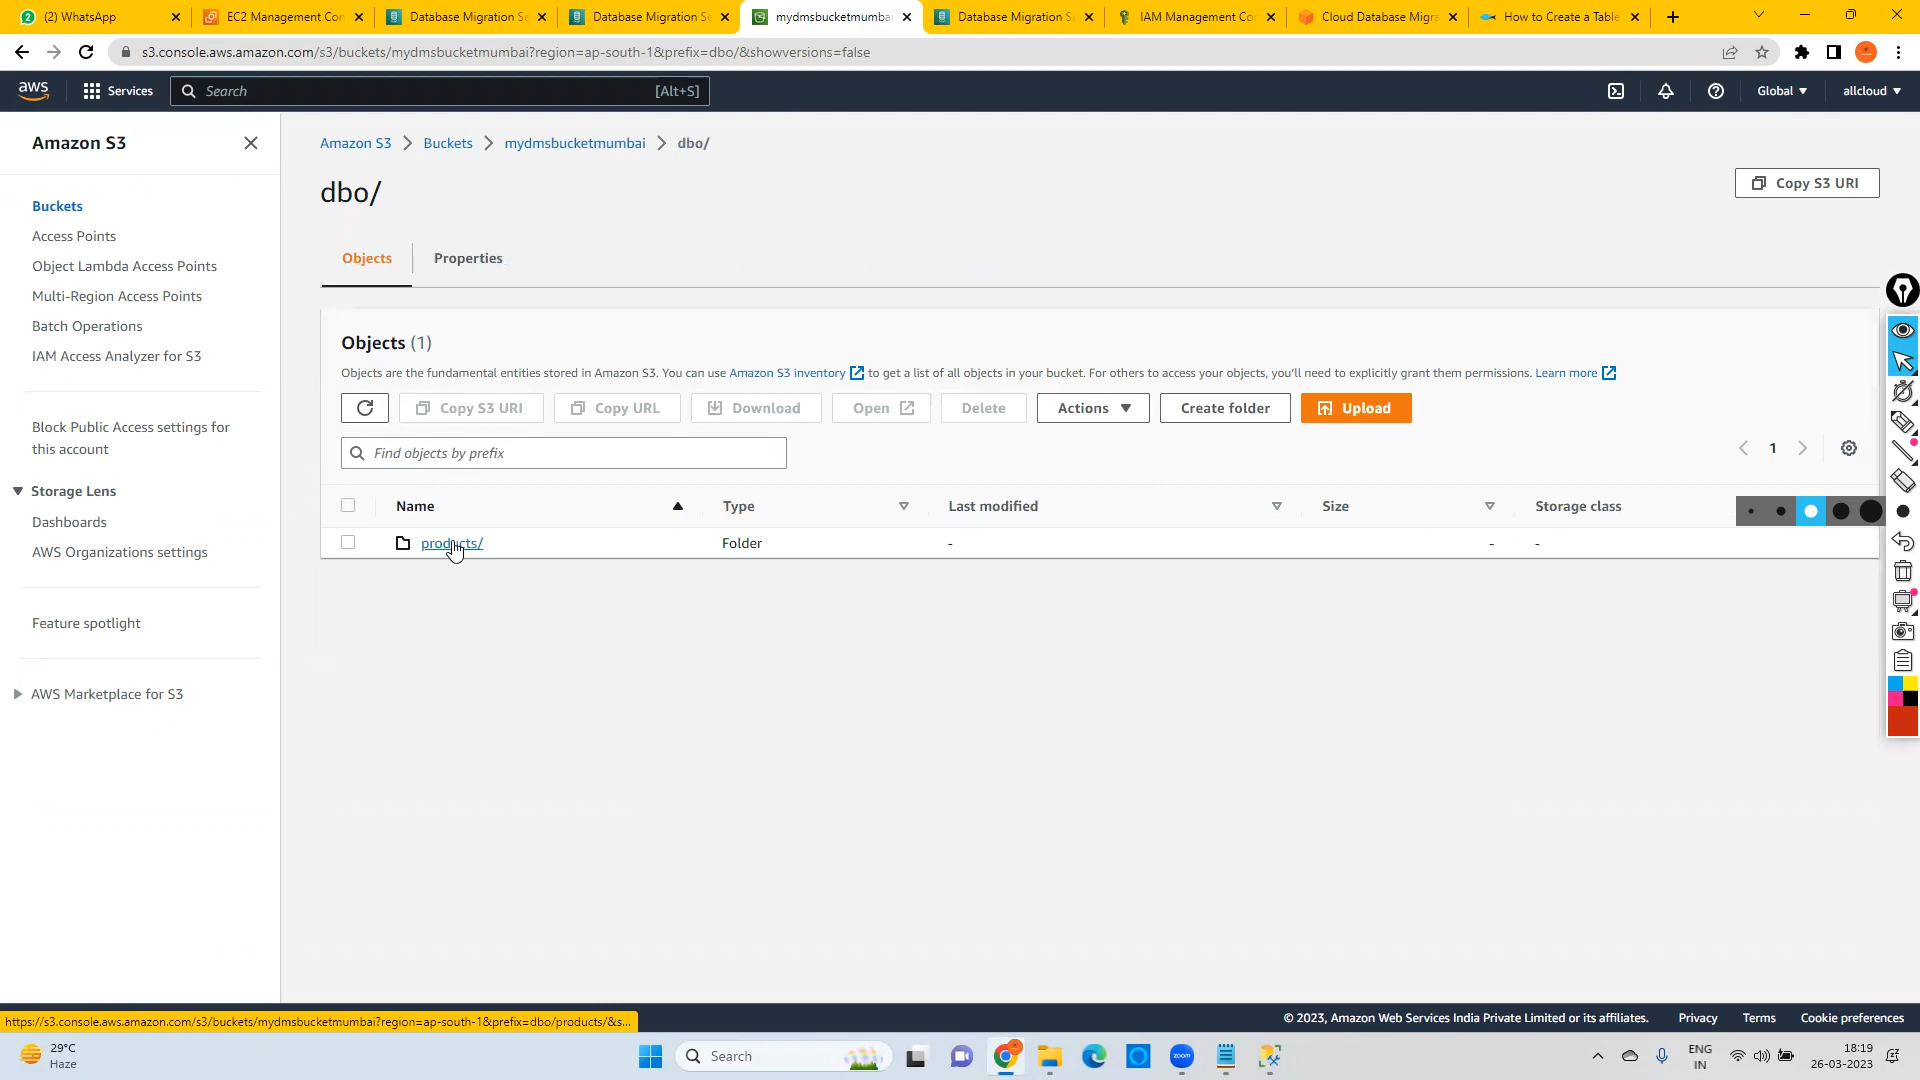 (2) WhatsApp
EC2 Management Con
Database Migration Se
Database Migration Se
mydmsbucketmumbai
Database Migration S
IAM Management Co
Cloud Database Migra
How to Create a Table
s3.console.aws.amazon.com/s3/buckets/mydmsbucketmumbai?region=ap-south-1&prefix=dbo/&showversions=false
aws
Services
Search
[Alt+S]
Global
allcloud
Amazon S3
Buckets
Access Points
Object Lambda Access Points
Multi-Region Access Points
Batch Operations
IAM Access Analyzer for S3
Block Public Access settings for
this account
Storage Lens
Dashboards
AWS Organizations settings
Feature spotlight
AWS Marketplace for S3
Amazon S3
Buckets
mydmsbucketmumbai
dbo/
dbo/
Copy S3 URI
Objects
Properties
Objects (1)
Objects are the fundamental entities stored in Amazon S3. You can use Amazon S3 inventory to get a list of all objects in your bucket. For others to access your objects, you'll need to explicitly grant them permissions. Learn more
Copy S3 URI
Copy URL
Download
Open
Delete
Actions
Create folder
Upload
Find objects by prefix
1
Name
Type
Last modified
Size
Storage class
products/
Folder
-
-
-
https://s3.console.aws.amazon.com/s3/buckets/mydmsbucketmumbai?region=ap-south-1&prefix=dbo/products/&s...
© 2023, Amazon Web Services India Private Limited or its affiliates.
Privacy
Terms
Cookie preferences
29°C
Haze
Search
zoom
ENG
IN
18:19
26-03-2023